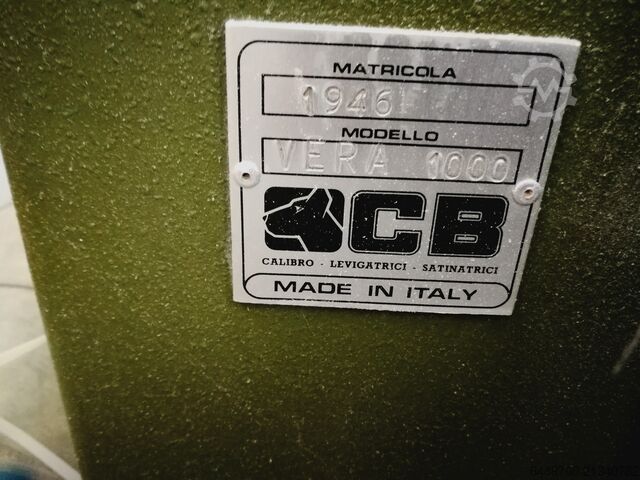 MATRICOLA
1946
MODELLO
VERA 1000
CB
CALIBRO - LEVIGATRICI - SATINATRICI
MADE IN ITALY